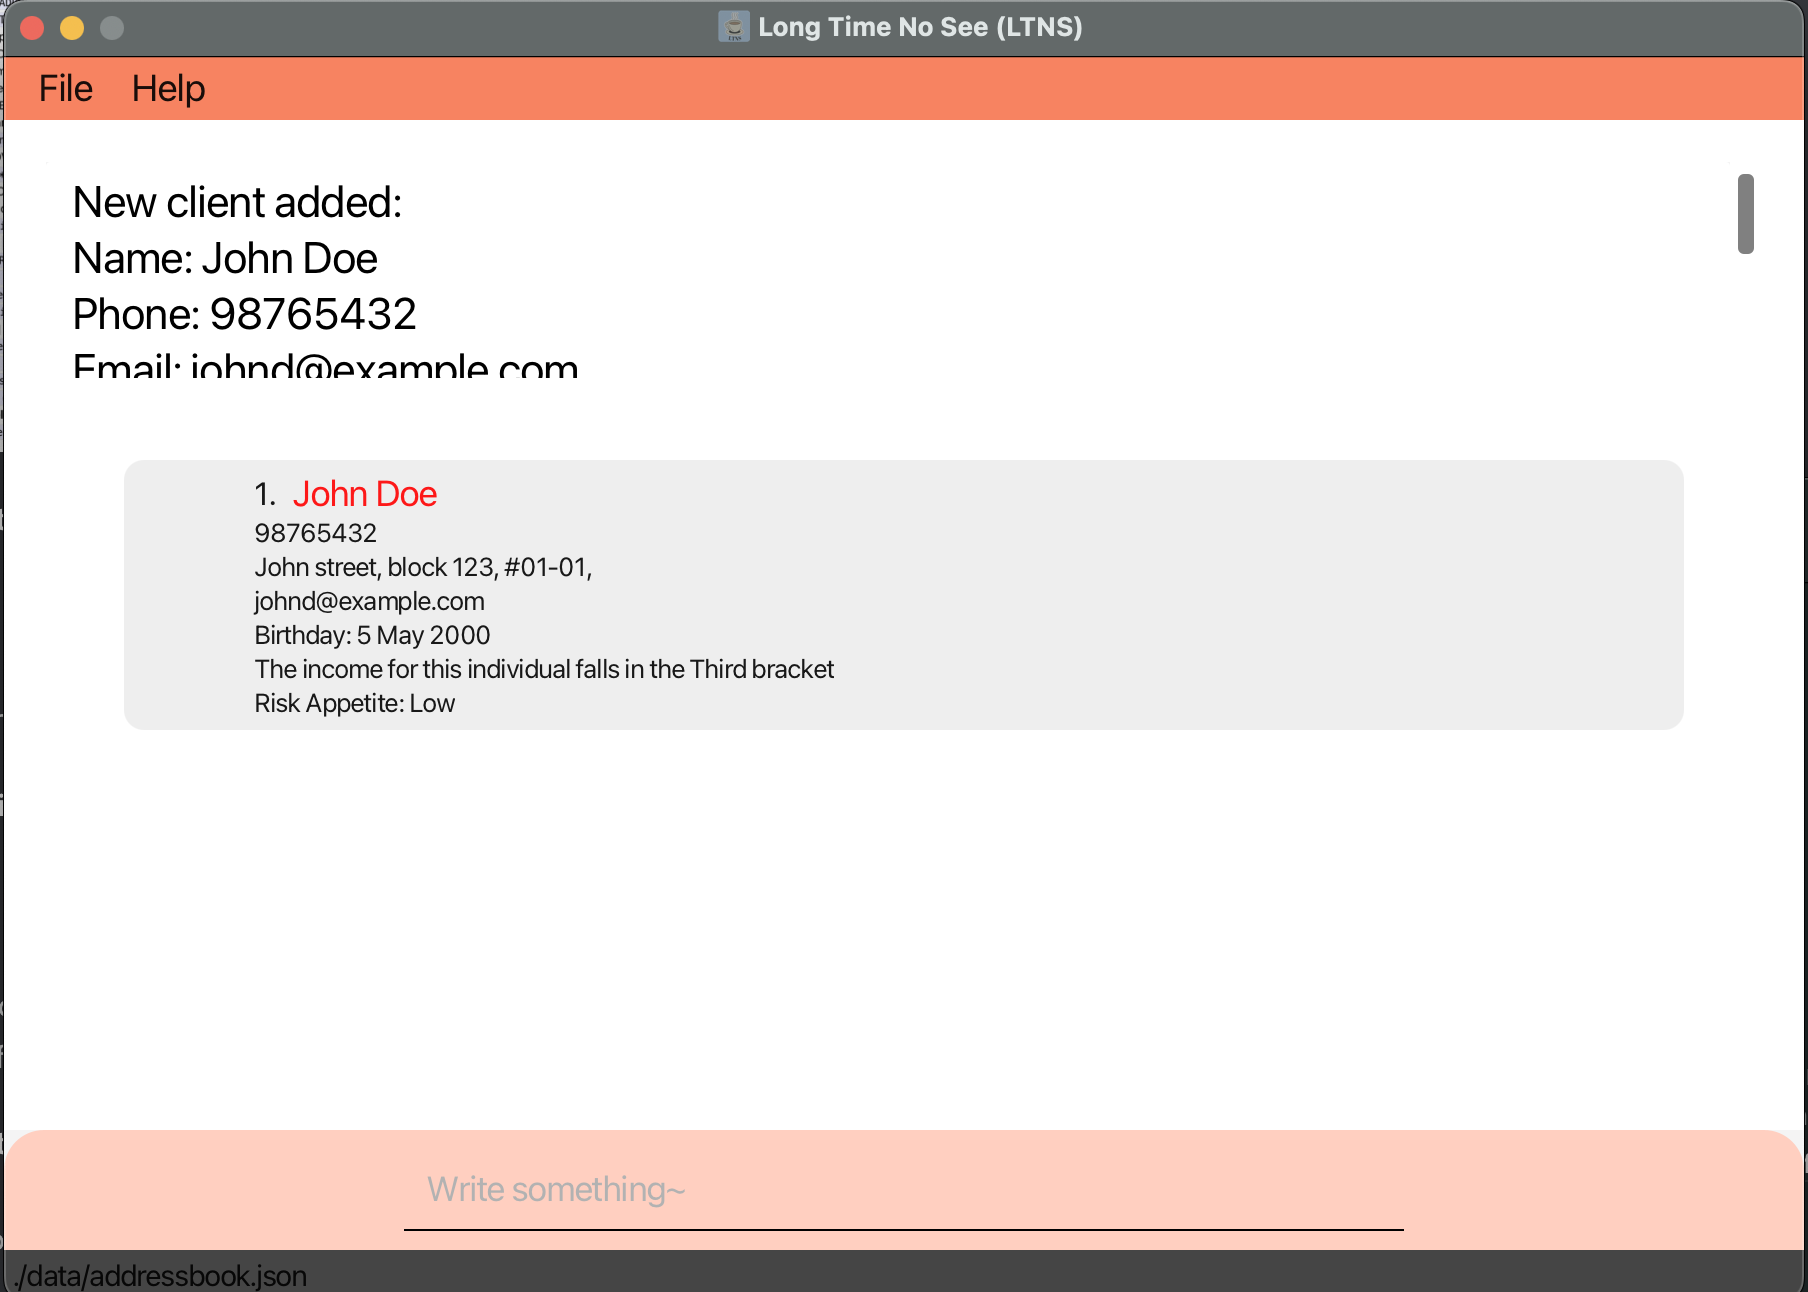 Long Time No See (LTNS)
File Help
New client added:
Name: John Doe
Phone: 98765432
Email: johnd@example.com
1. John Doe
98765432
John street, block 123, #01-01,
johnd@example.com
Birthday: 5 May 2000
The income for this individual falls in the Third bracket
Risk Appetite: Low
Write something~
./data/addressbook.json